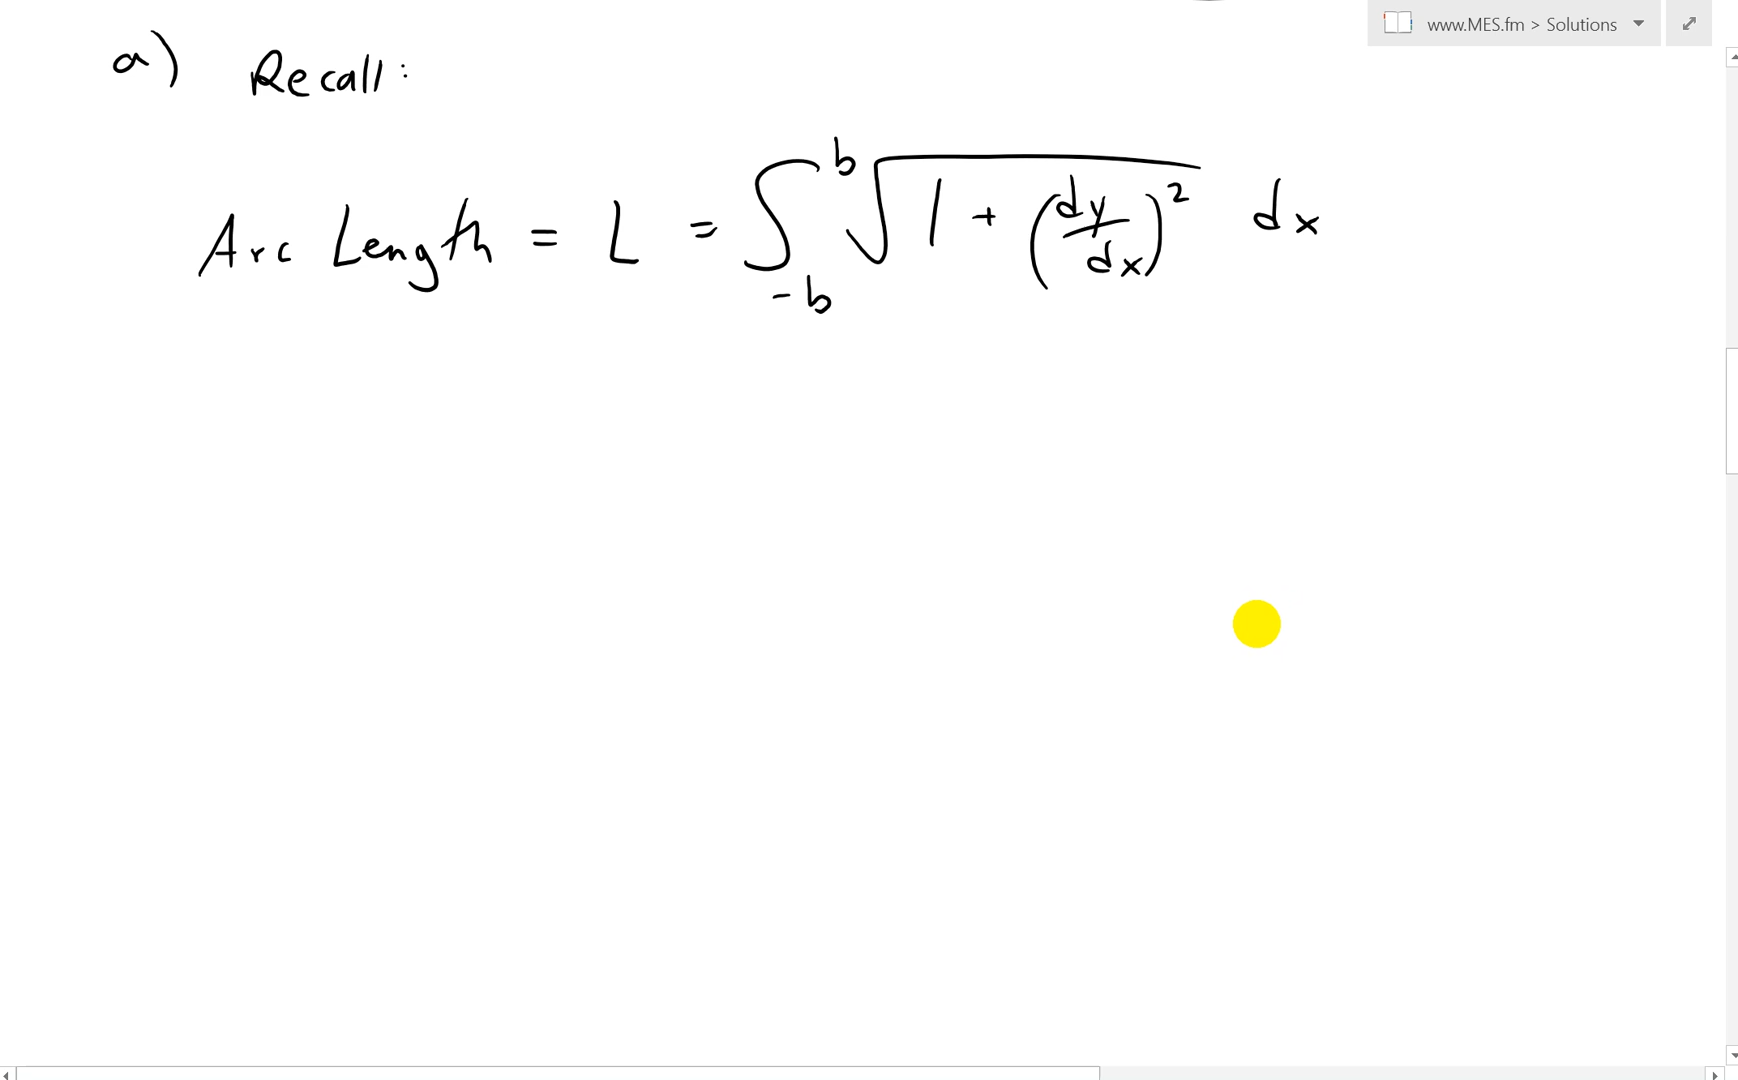 www.MES.fm > Solutions
a) Recall:
Arc Length = L = ∫_{-b}^{b} √(1 + (dy/dx)²) dx